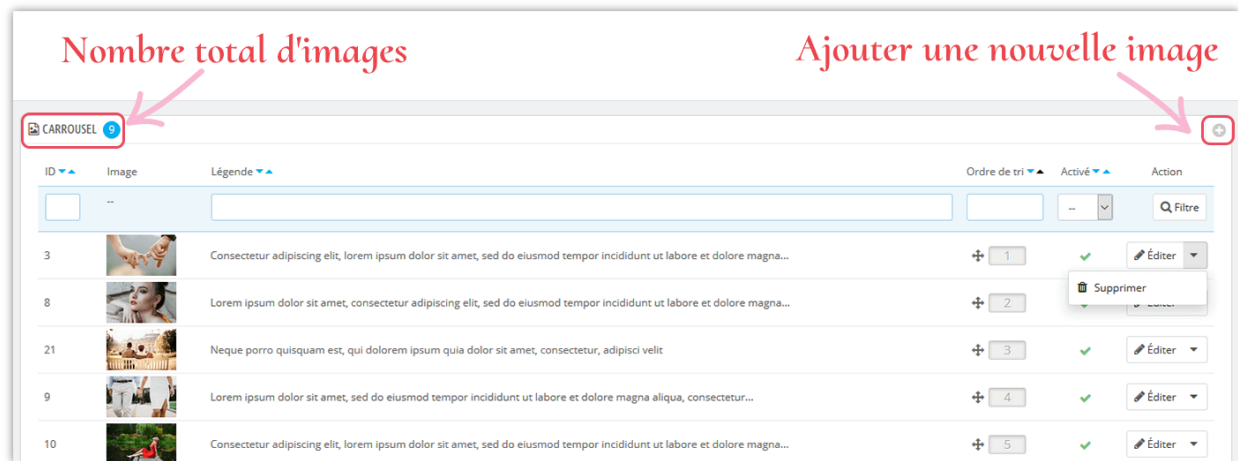 Nombre total d'images
Ajouter une nouvelle image
CARROUSEL 9
ID Image Légende Ordre de tri Activé Action
-- -- Filtre
3 Consectetur adipiscing elit, lorem ipsum dolor sit amet, sed do eiusmod tempor incididunt ut labore et dolore magna... 1 Éditer
Supprimer
8 Lorem ipsum dolor sit amet, consectetur adipiscing elit, sed do eiusmod tempor incididunt ut labore et dolore magna... 2
21 Neque porro quisquam est, qui dolorem ipsum quia dolor sit amet, consectetur, adipisci velit 3 Éditer
9 Lorem ipsum dolor sit amet, sed do eiusmod tempor incididunt ut labore et dolore magna aliqua, consectetur... 4 Éditer
10 Consectetur adipiscing elit, lorem ipsum dolor sit amet, sed do eiusmod tempor incididunt ut labore et dolore magna... 5 Éditer